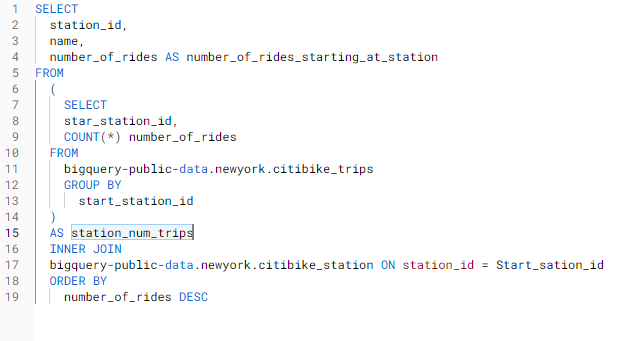 1 SELECT
2 station_id,
3 name,
4 number_of_rides AS number_of_rides_starting_at_station
5 FROM
6 (
7 SELECT
8 star_station_id,
9 COUNT(*) number_of_rides
10 FROM
11 bigquery-public-data.newyork.citibike_trips
12 GROUP BY
13 start_station_id
14 )
15 AS station_num_trips
16 INNER JOIN
17 bigquery-public-data.newyork.citibike_station ON station_id = Start_sation_id
18 ORDER BY
19 number_of_rides DESC